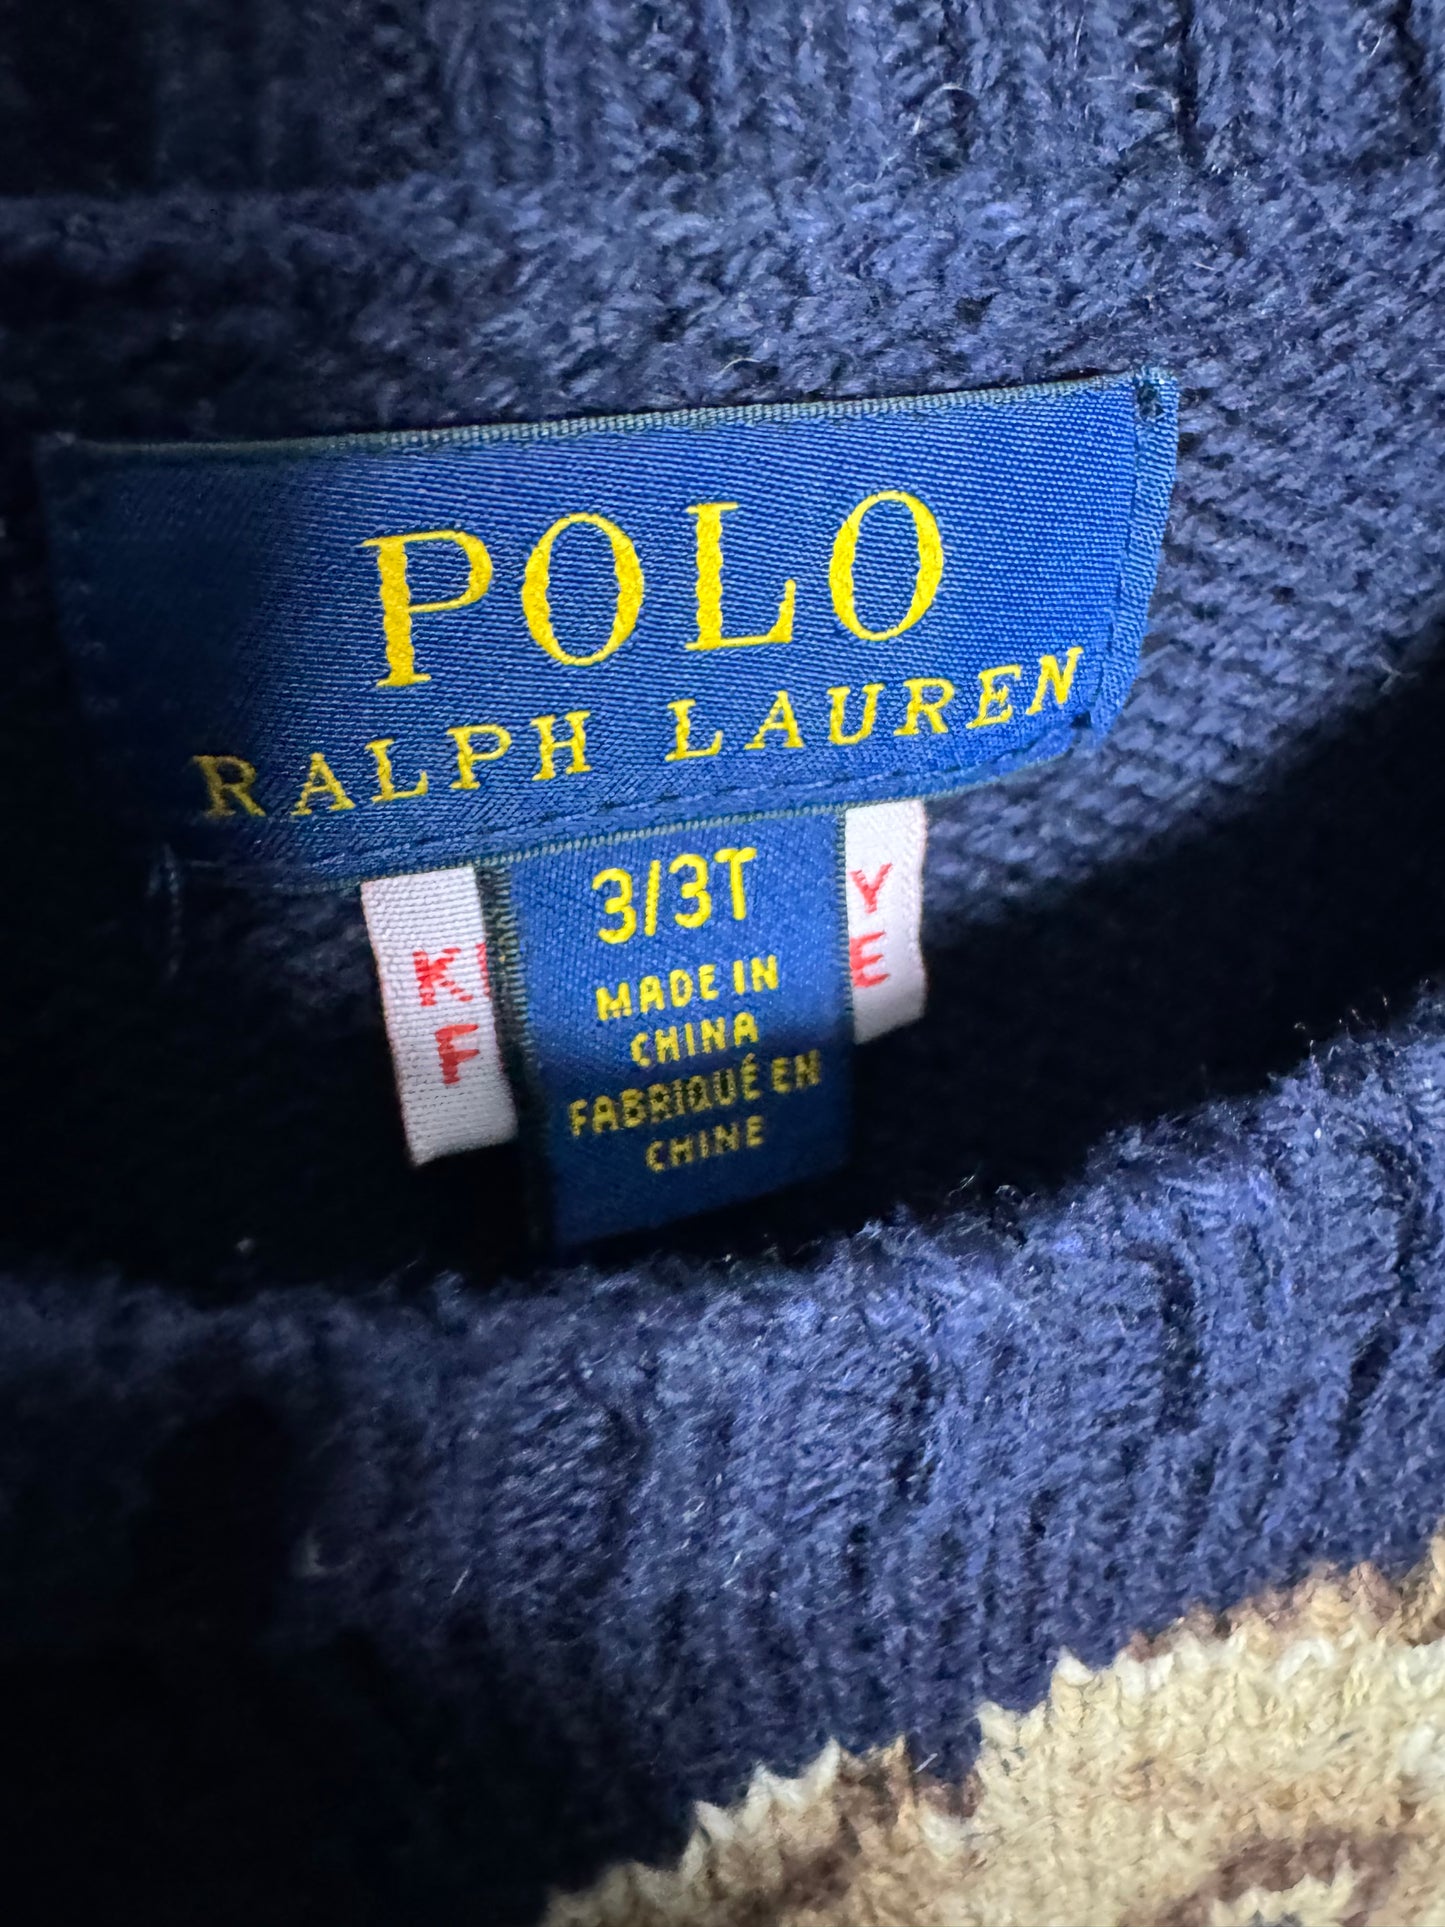 POLO
RALPH LAUREN
3/3T
MADE IN
CHINA
FABRIQUÉ EN
CHINE
K
F
Y
E